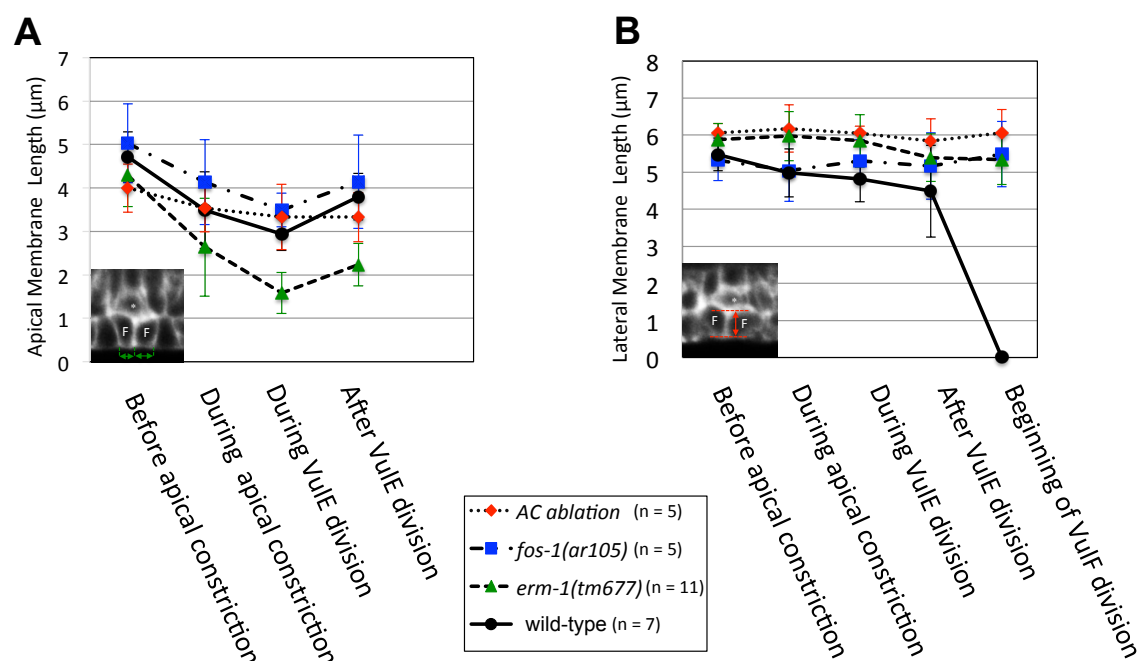 A
Apical Membrane Length (µm)
7
6
5
4
3
2
1
0
*
F F
Before apical constriction
During apical constriction
During VulE division
After VulE division
B
Lateral Membrane Length (µm)
8
7
6
5
4
3
2
1
0
*
F F
Before apical constriction
During apical constriction
During VulE division
After VulE division
Beginning of VulF division
AC ablation (n = 5)
fos-1(ar105) (n = 5)
erm-1(tm677) (n = 11)
wild-type (n = 7)